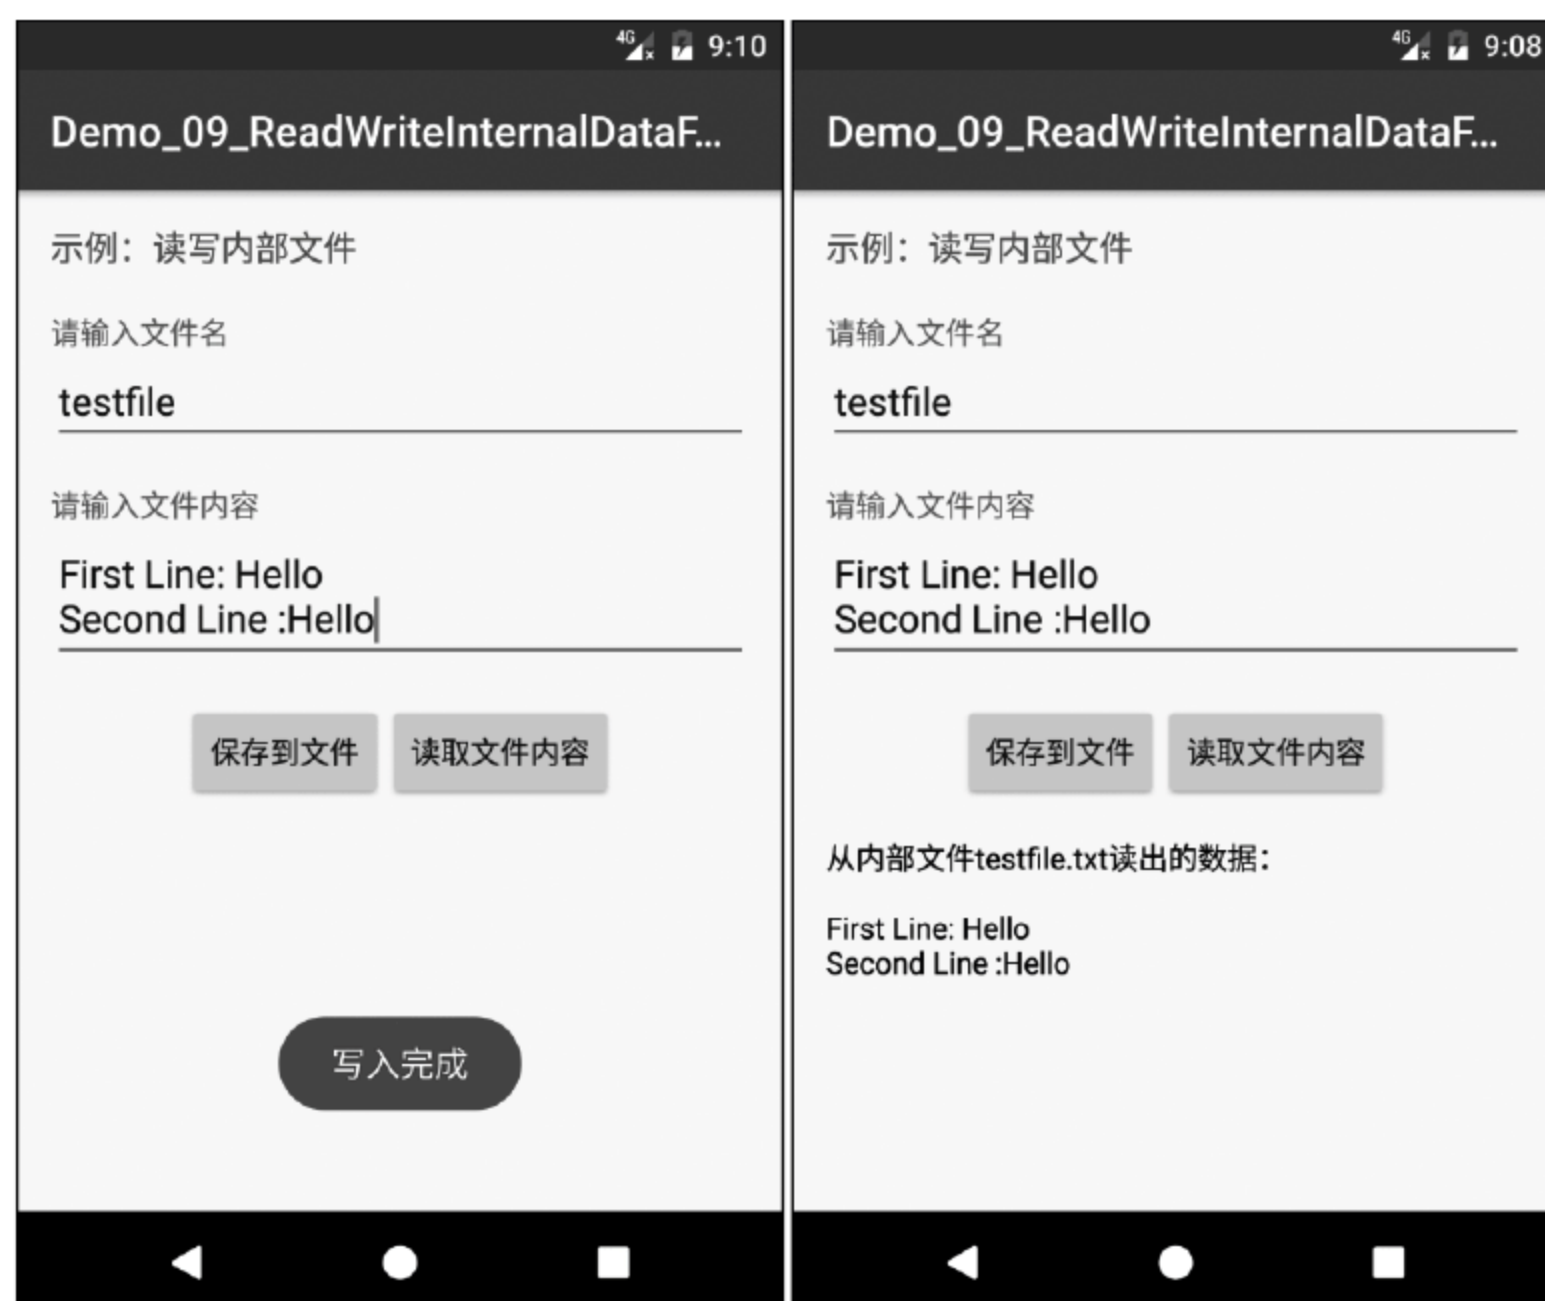 4G 9:10
Demo_09_ReadWriteInternalDataF...
示例：读写内部文件
请输入文件名
testfile
请输入文件内容
First Line: Hello
Second Line :Hello
保存到文件 读取文件内容
写入完成
4G 9:08
Demo_09_ReadWriteInternalDataF...
示例：读写内部文件
请输入文件名
testfile
请输入文件内容
First Line: Hello
Second Line :Hello
保存到文件 读取文件内容
从内部文件testfile.txt读出的数据：
First Line: Hello
Second Line :Hello